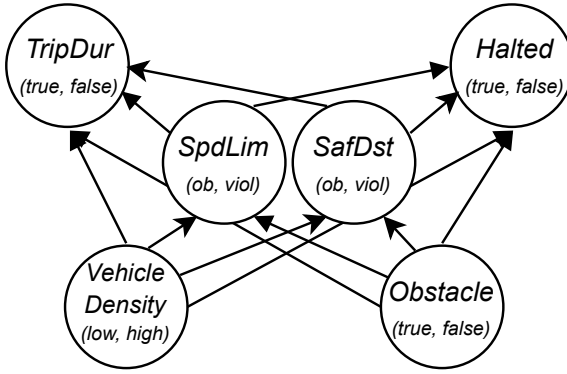 TripDur
(true, false)
Halted
(true, false)
SpdLim
(ob, viol)
SafDst
(ob, viol)
Vehicle
Density
(low, high)
Obstacle
(true, false)